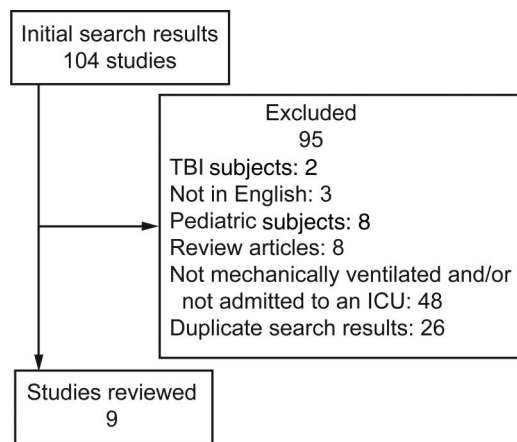 Initial search results
104 studies
Excluded
95
TBI subjects: 2
Not in English: 3
Pediatric subjects: 8
Review articles: 8
Not mechanically ventilated and/or
not admitted to an ICU: 48
Duplicate search results: 26
Studies reviewed
9